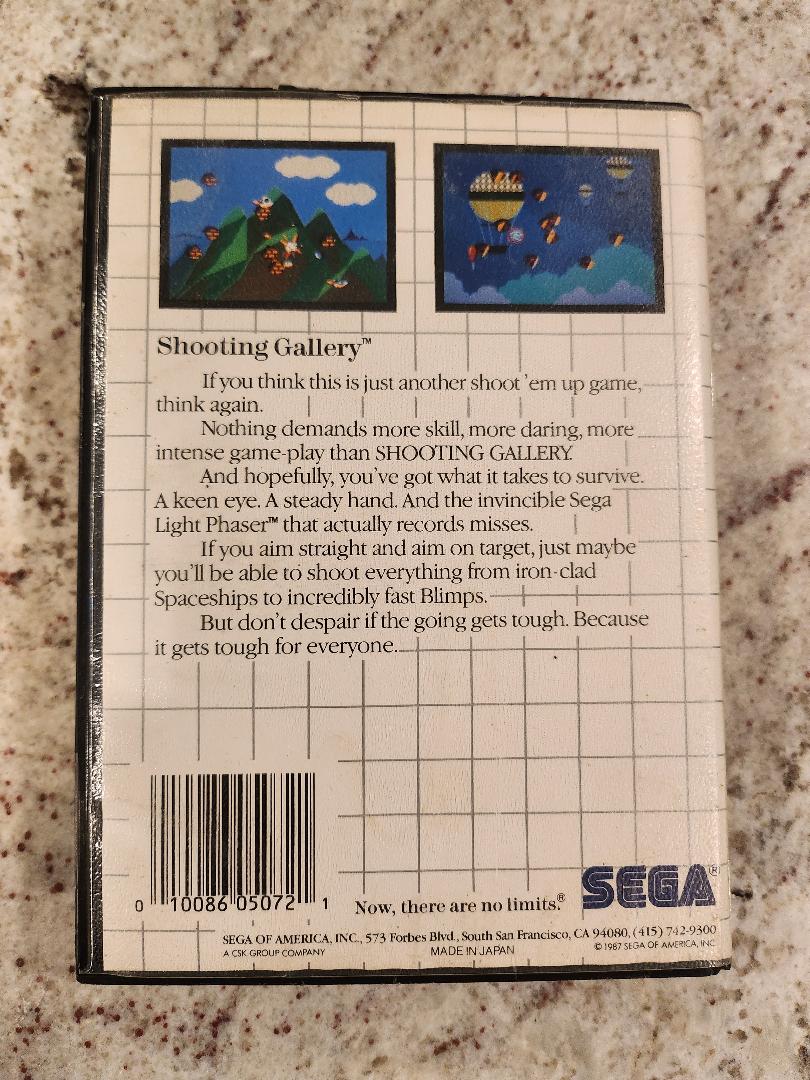 Shooting Gallery™
If you think this is just another shoot 'em up game,
think again.
Nothing demands more skill, more daring, more
intense game-play than SHOOTING GALLERY.
And hopefully, you've got what it takes to survive.
A keen eye. A steady hand. And the invincible Sega
Light Phaser™ that actually records misses.
If you aim straight and aim on target, just maybe
you'll be able to shoot everything from iron-clad
Spaceships to incredibly fast Blimps.
But don't despair if the going gets tough. Because
it gets tough for everyone.
0 10086 05072 1
Now, there are no limits.®
SEGA®
SEGA OF AMERICA, INC., 573 Forbes Blvd., South San Francisco, CA 94080, (415) 742-9300
A CSK GROUP COMPANY MADE IN JAPAN © 1987 SEGA OF AMERICA, INC.